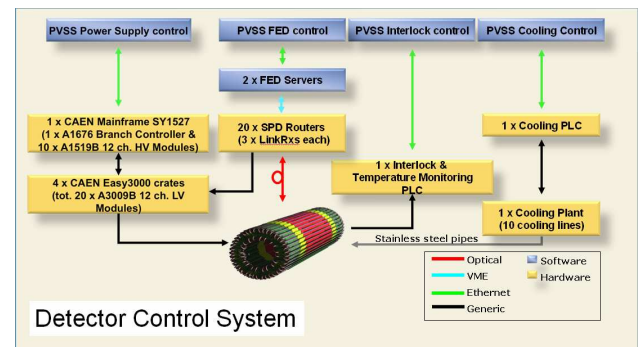 PVSS Power Supply control
PVSS FED control
PVSS Interlock control
PVSS Cooling Control
2 x FED Servers
1 x CAEN Mainframe SY1527
(1 x A1676 Branch Controller &
10 x A1519B 12 ch. HV Modules)
20 x SPD Routers
(3 x LinkRxs each)
1 x Cooling PLC
4 x CAEN Easy3000 crates
(tot. 20 x A3009B 12 ch. LV
Modules)
1 x Interlock &
Temperature Monitoring
PLC
1 x Cooling Plant
(10 cooling lines)
Stainless steel pipes
Optical
VME
Ethernet
Generic
Software
Hardware
Detector Control System